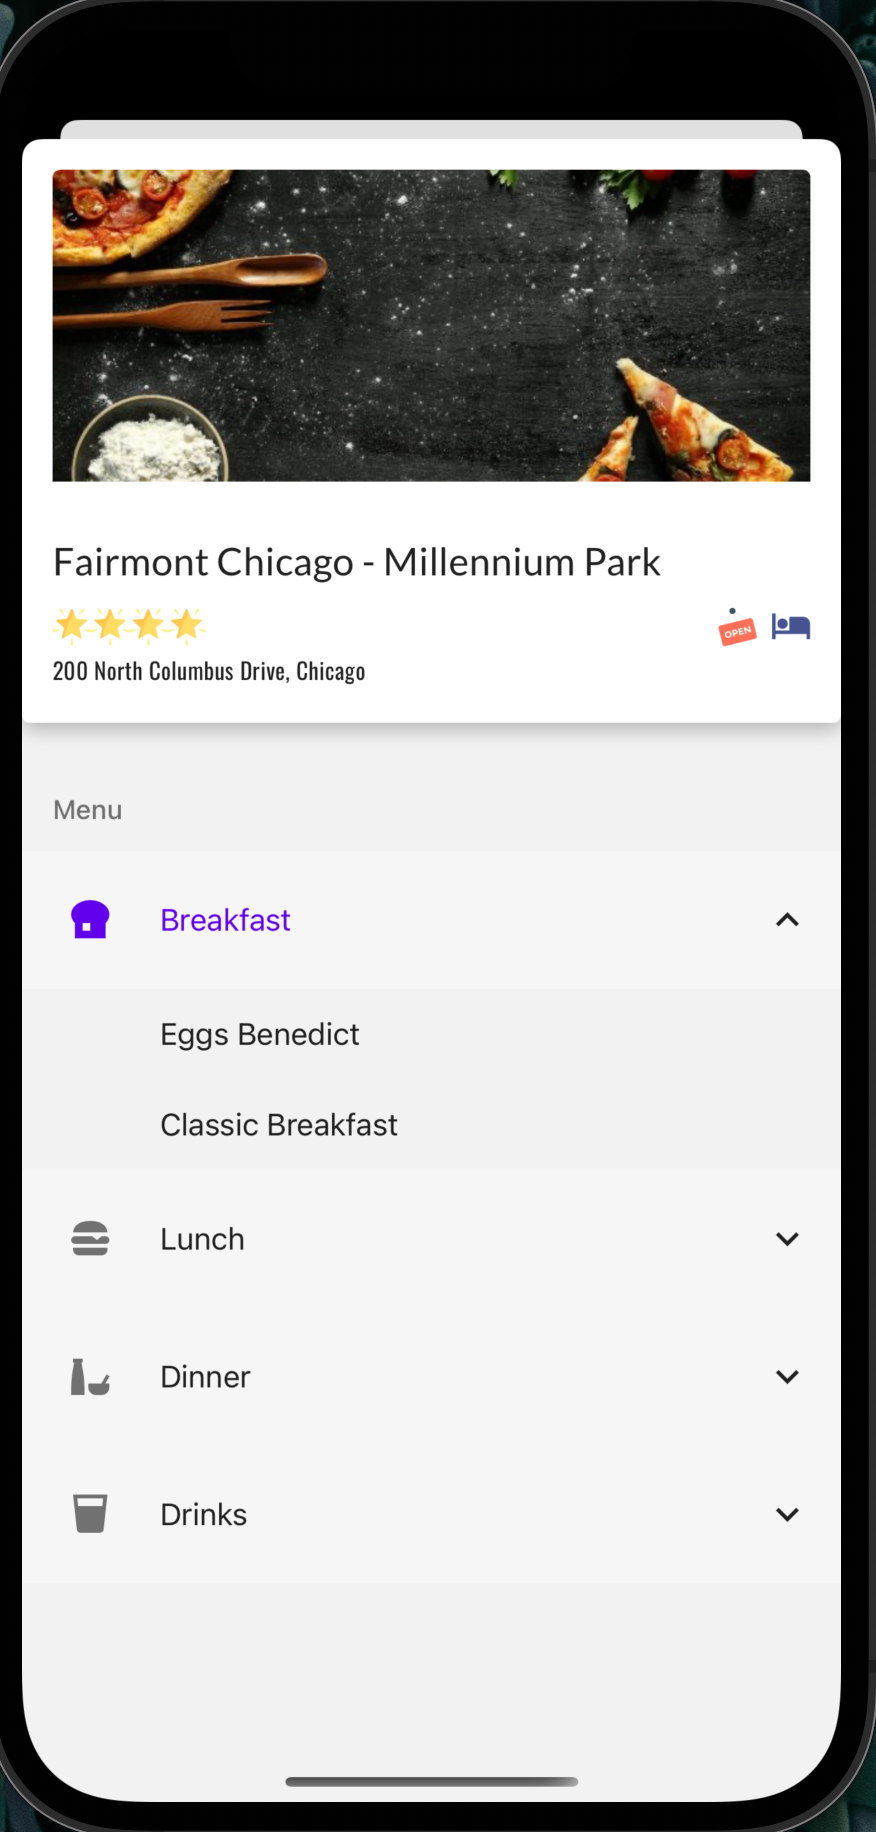 Fairmont Chicago - Millennium Park
OPEN
200 North Columbus Drive, Chicago
Menu
Breakfast
Eggs Benedict
Classic Breakfast
Lunch
Dinner
Drinks